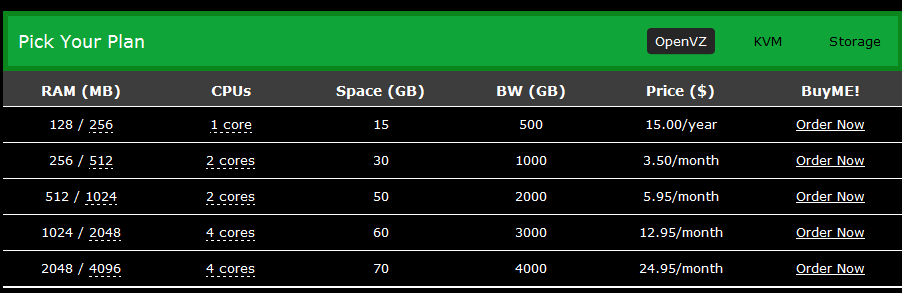 Pick Your Plan OpenVZ KVM Storage
RAM (MB) CPUs Space (GB) BW (GB) Price ($) BuyME!
128 / 256 1 core 15 500 15.00/year Order Now
256 / 512 2 cores 30 1000 3.50/month Order Now
512 / 1024 2 cores 50 2000 5.95/month Order Now
1024 / 2048 4 cores 60 3000 12.95/month Order Now
2048 / 4096 4 cores 70 4000 24.95/month Order Now